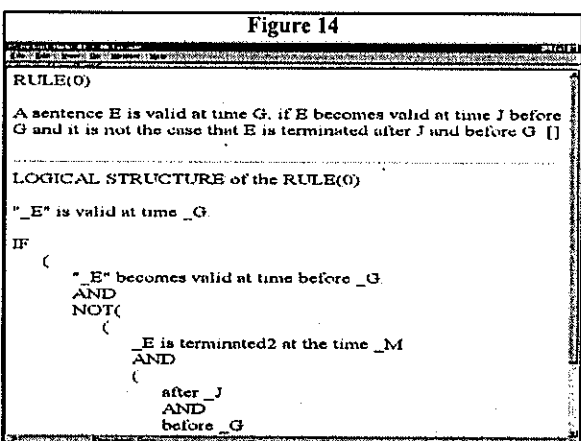 Figure 14
RULE(0)
A sentence E is valid at time G, if E becomes valid at time J before
G and it is not the case that E is terminated after J and before G []
LOGICAL STRUCTURE of the RULE(0)
"_E" is valid at time _G.
IF
(
"_E" becomes valid at time before _G
AND
NOT(
(
_E is terminated2 at the time _M
AND
(
after _J
AND
before _G